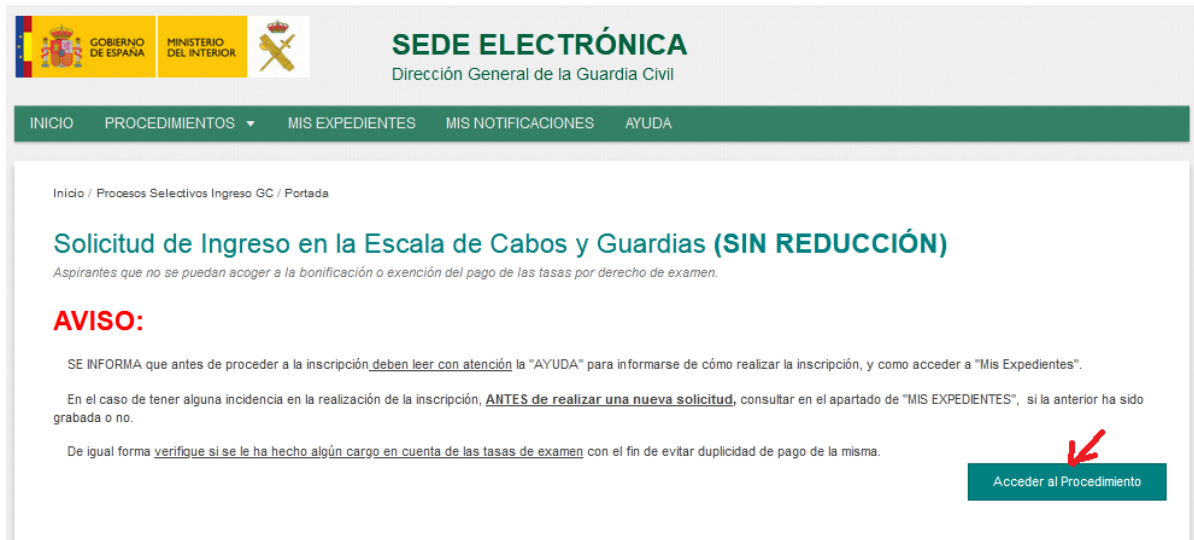 GOBIERNO
DE ESPAÑA
MINISTERIO
DEL INTERIOR
SEDE ELECTRÓNICA
Dirección General de la Guardia Civil
INICIO PROCEDIMIENTOS MIS EXPEDIENTES MIS NOTIFICACIONES AYUDA
Inicio / Procesos Selectivos Ingreso GC / Portada
Solicitud de Ingreso en la Escala de Cabos y Guardias (SIN REDUCCIÓN)
Aspirantes que no se puedan acoger a la bonificación o exención del pago de las tasas por derecho de examen.
AVISO:
SE INFORMA que antes de proceder a la inscripción deben leer con atención la "AYUDA" para informarse de cómo realizar la inscripción, y como acceder a "Mis Expedientes".
En el caso de tener alguna incidencia en la realización de la inscripción, ANTES de realizar una nueva solicitud, consultar en el apartado de "MIS EXPEDIENTES", si la anterior ha sido
grabada o no.
De igual forma verifique si se le ha hecho algún cargo en cuenta de las tasas de examen con el fin de evitar duplicidad de pago de la misma.
Acceder al Procedimiento